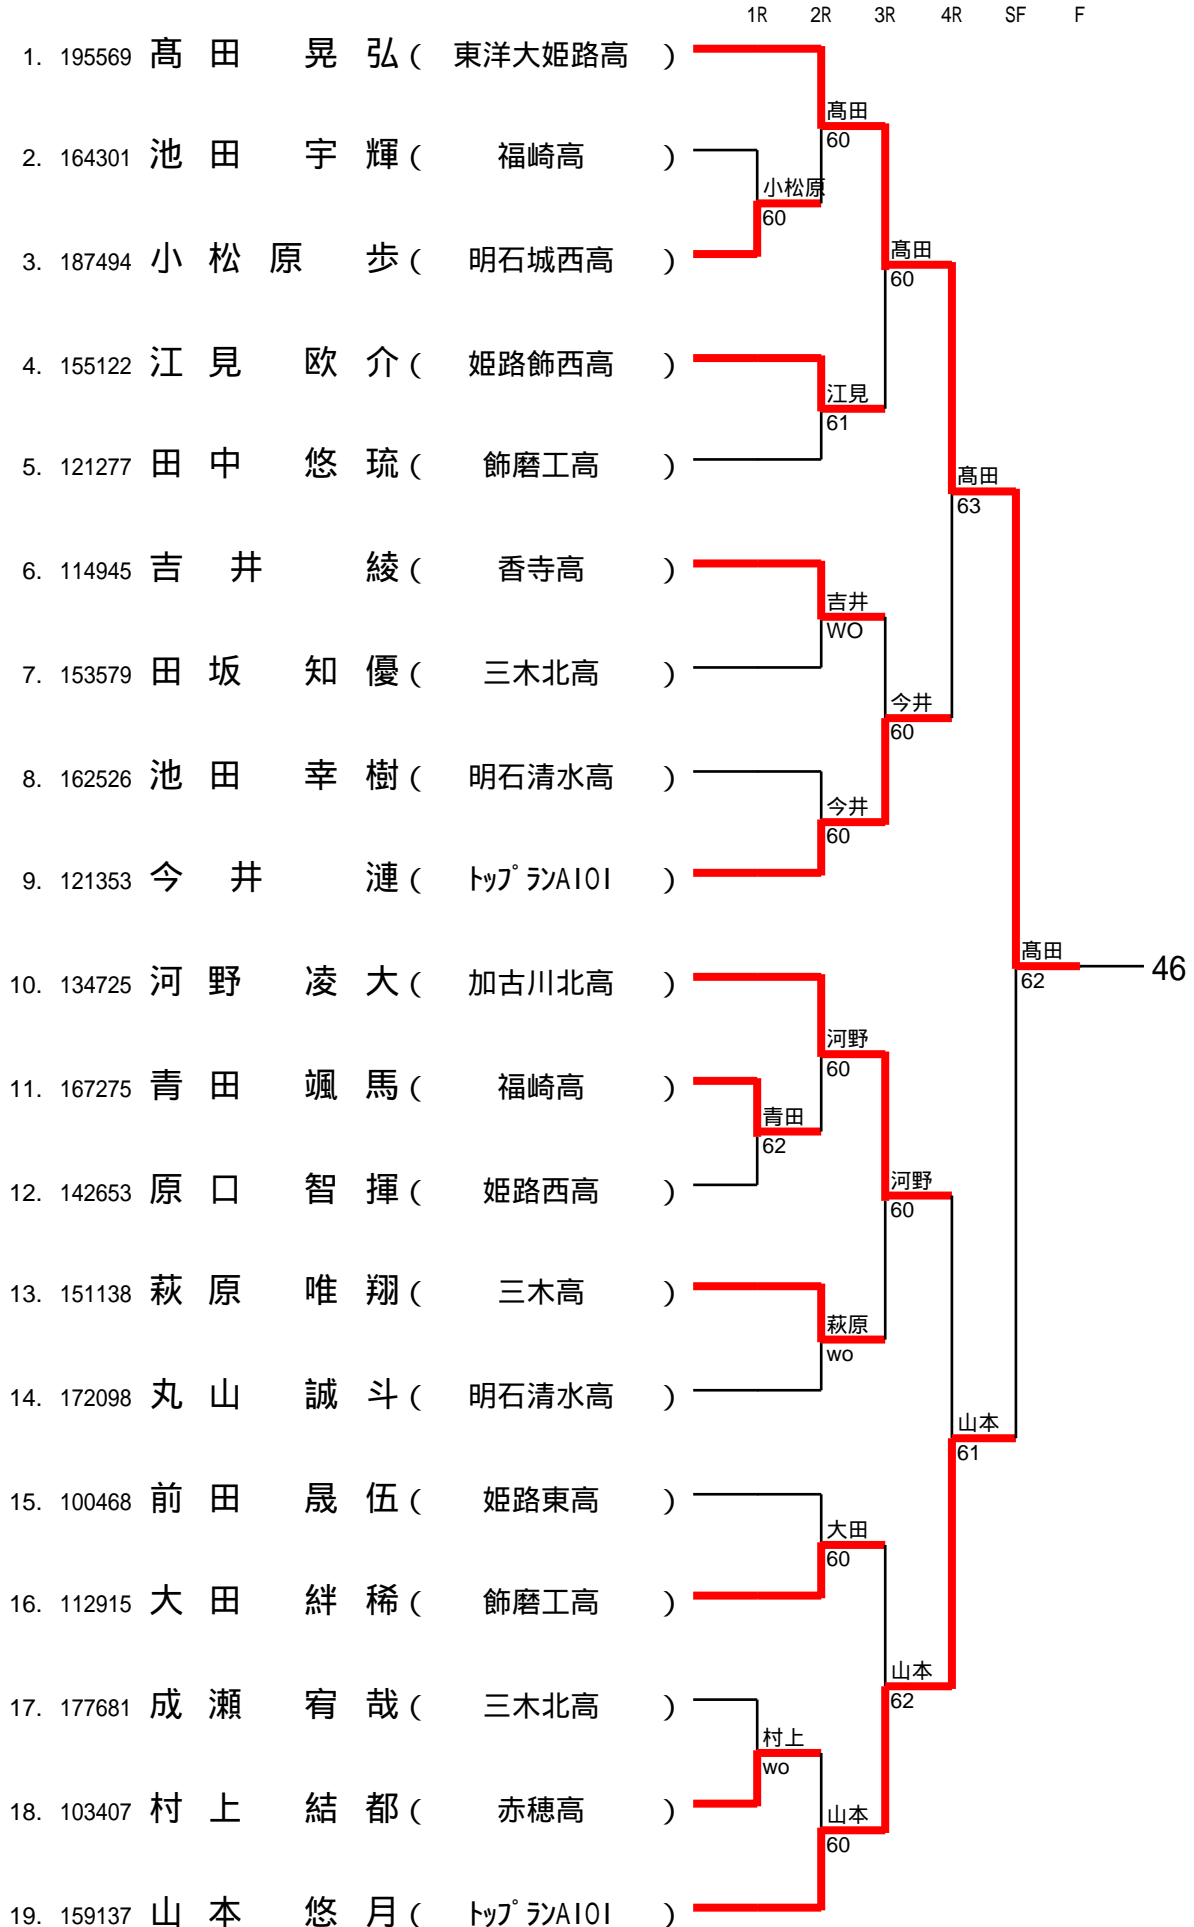 1R 2R 3R 4R SF F
1. 195569 髙田 晃弘 ( 東洋大姫路高 )
髙田
60
2. 164301 池田 宇輝 ( 福崎高 )
小松原
60
3. 187494 小松原 歩 ( 明石城西高 )
髙田
60
4. 155122 江見 欧介 ( 姫路飾西高 )
江見
61
5. 121277 田中 悠琉 ( 飾磨工高 )
髙田
63
6. 114945 吉井 綾 ( 香寺高 )
吉井
WO
7. 153579 田坂 知優 ( 三木北高 )
今井
60
8. 162526 池田 幸樹 ( 明石清水高 )
今井
60
9. 121353 今井 漣 ( トップランAIOI )
髙田
62
46
10. 134725 河野 凌大 ( 加古川北高 )
河野
60
11. 167275 青田 颯馬 ( 福崎高 )
青田
62
12. 142653 原口 智揮 ( 姫路西高 )
河野
60
13. 151138 萩原 唯翔 ( 三木高 )
萩原
wo
14. 172098 丸山 誠斗 ( 明石清水高 )
山本
61
15. 100468 前田 晟伍 ( 姫路東高 )
大田
60
16. 112915 大田 絆稀 ( 飾磨工高 )
山本
62
17. 177681 成瀬 宥哉 ( 三木北高 )
村上
wo
18. 103407 村上 結都 ( 赤穂高 )
山本
60
19. 159137 山本 悠月 ( トップランAIOI )